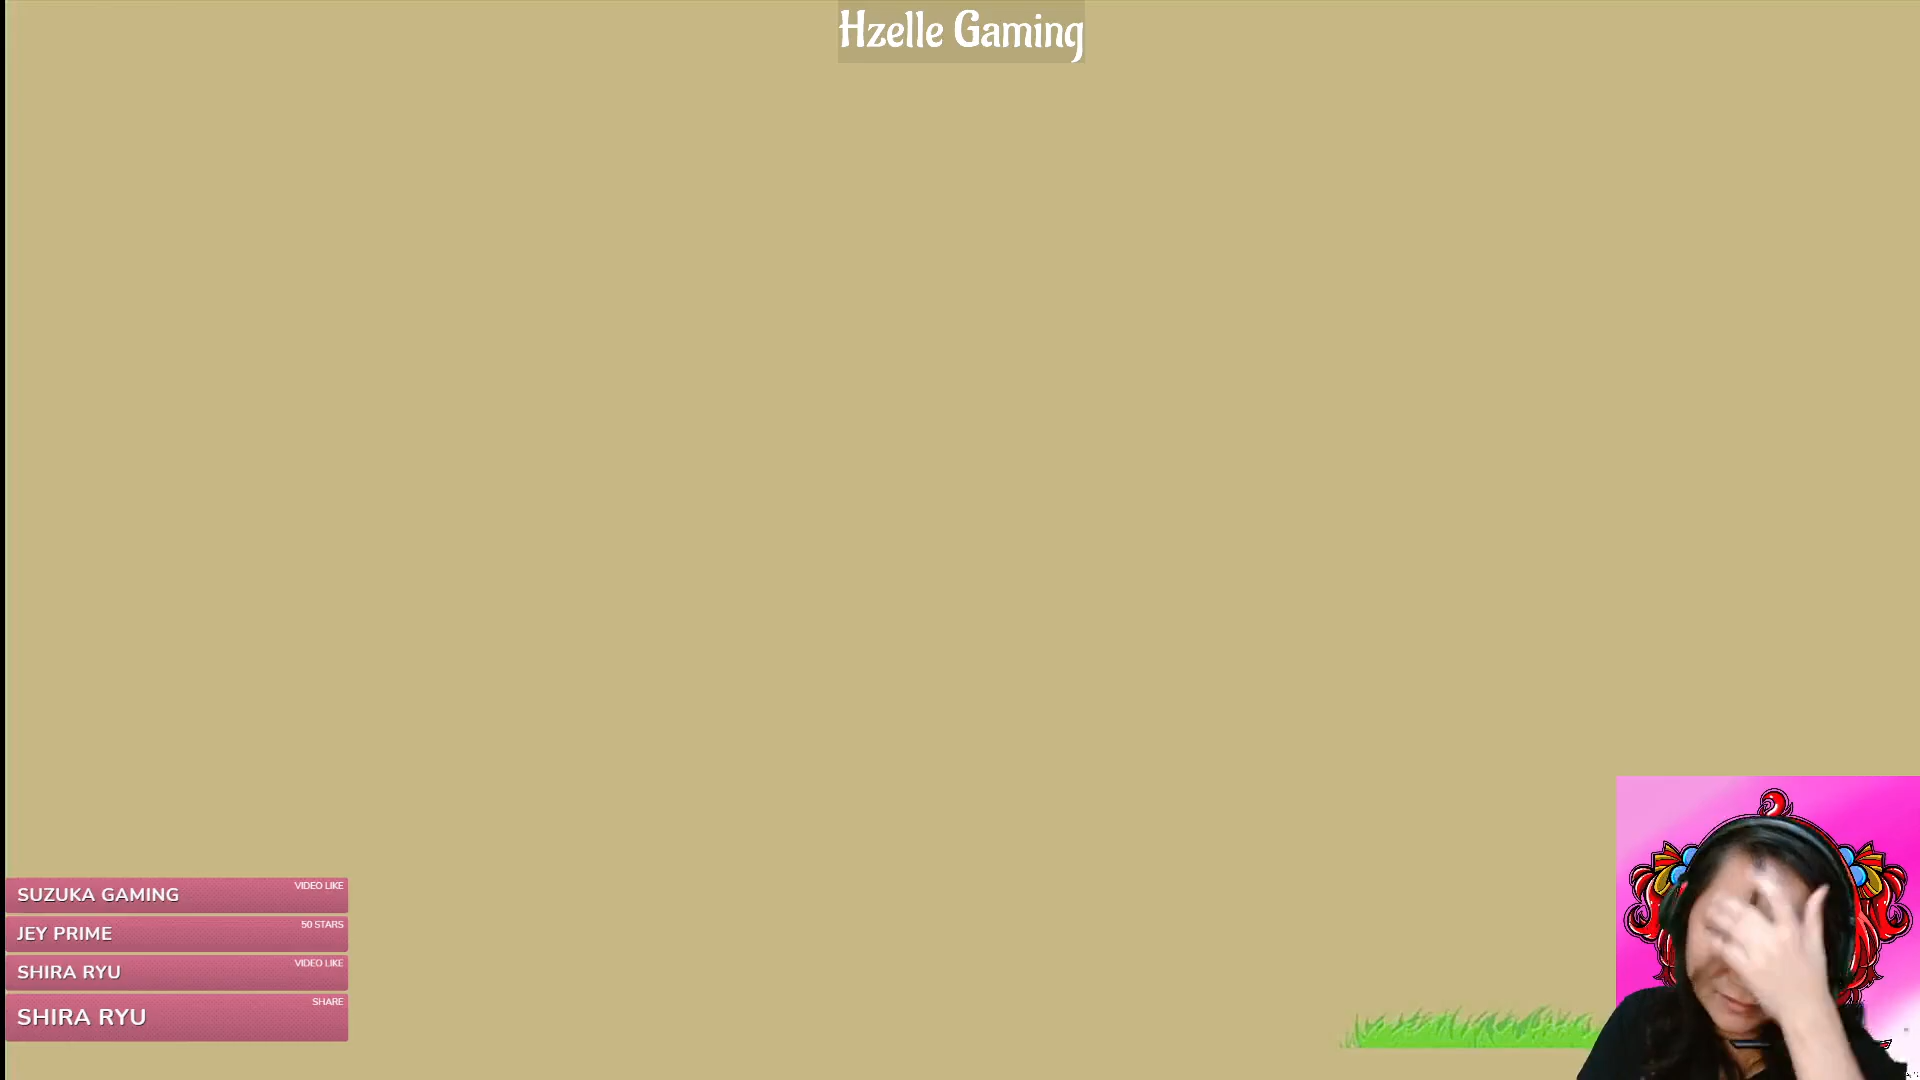 Hzelle Gaming
SUZUKA GAMING VIDEO LIKE
JEY PRIME 50 STARS
SHIRA RYU VIDEO LIKE
SHIRA RYU SHARE